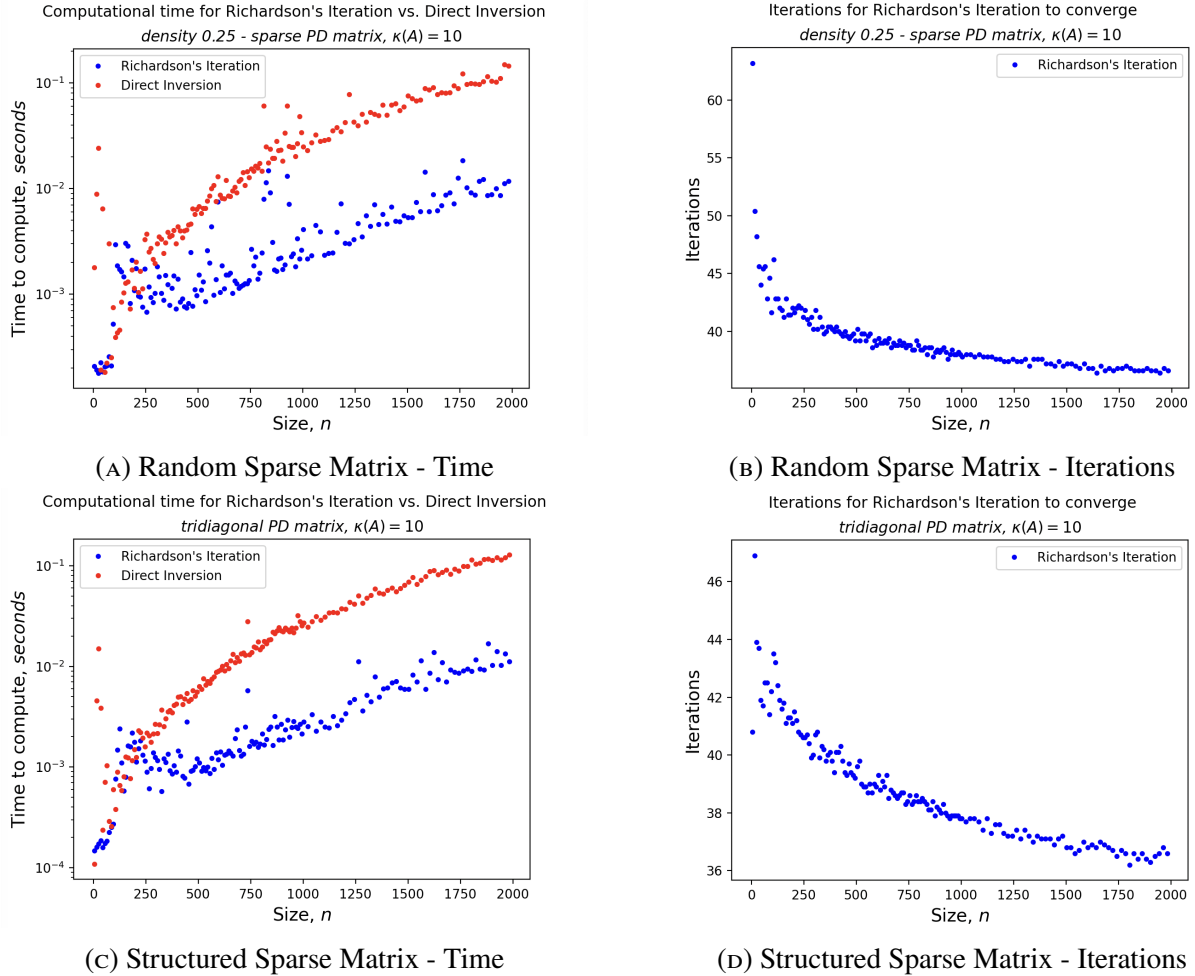 Computational time for Richardson's Iteration vs. Direct Inversion
density 0.25 - sparse PD matrix, κ(A) = 10
Richardson's Iteration
Direct Inversion
Time to compute, seconds
10⁻¹
10⁻²
10⁻³
0 250 500 750 1000 1250 1500 1750 2000
Size, n
(A) Random Sparse Matrix - Time
Iterations for Richardson's Iteration to converge
density 0.25 - sparse PD matrix, κ(A) = 10
Richardson's Iteration
Iterations
60
55
50
45
40
0 250 500 750 1000 1250 1500 1750 2000
Size, n
(B) Random Sparse Matrix - Iterations
Computational time for Richardson's Iteration vs. Direct Inversion
tridiagonal PD matrix, κ(A) = 10
Richardson's Iteration
Direct Inversion
Time to compute, seconds
10⁻¹
10⁻²
10⁻³
10⁻⁴
0 250 500 750 1000 1250 1500 1750 2000
Size, n
(C) Structured Sparse Matrix - Time
Iterations for Richardson's Iteration to converge
tridiagonal PD matrix, κ(A) = 10
Richardson's Iteration
Iterations
46
44
42
40
38
36
0 250 500 750 1000 1250 1500 1750 2000
Size, n
(D) Structured Sparse Matrix - Iterations